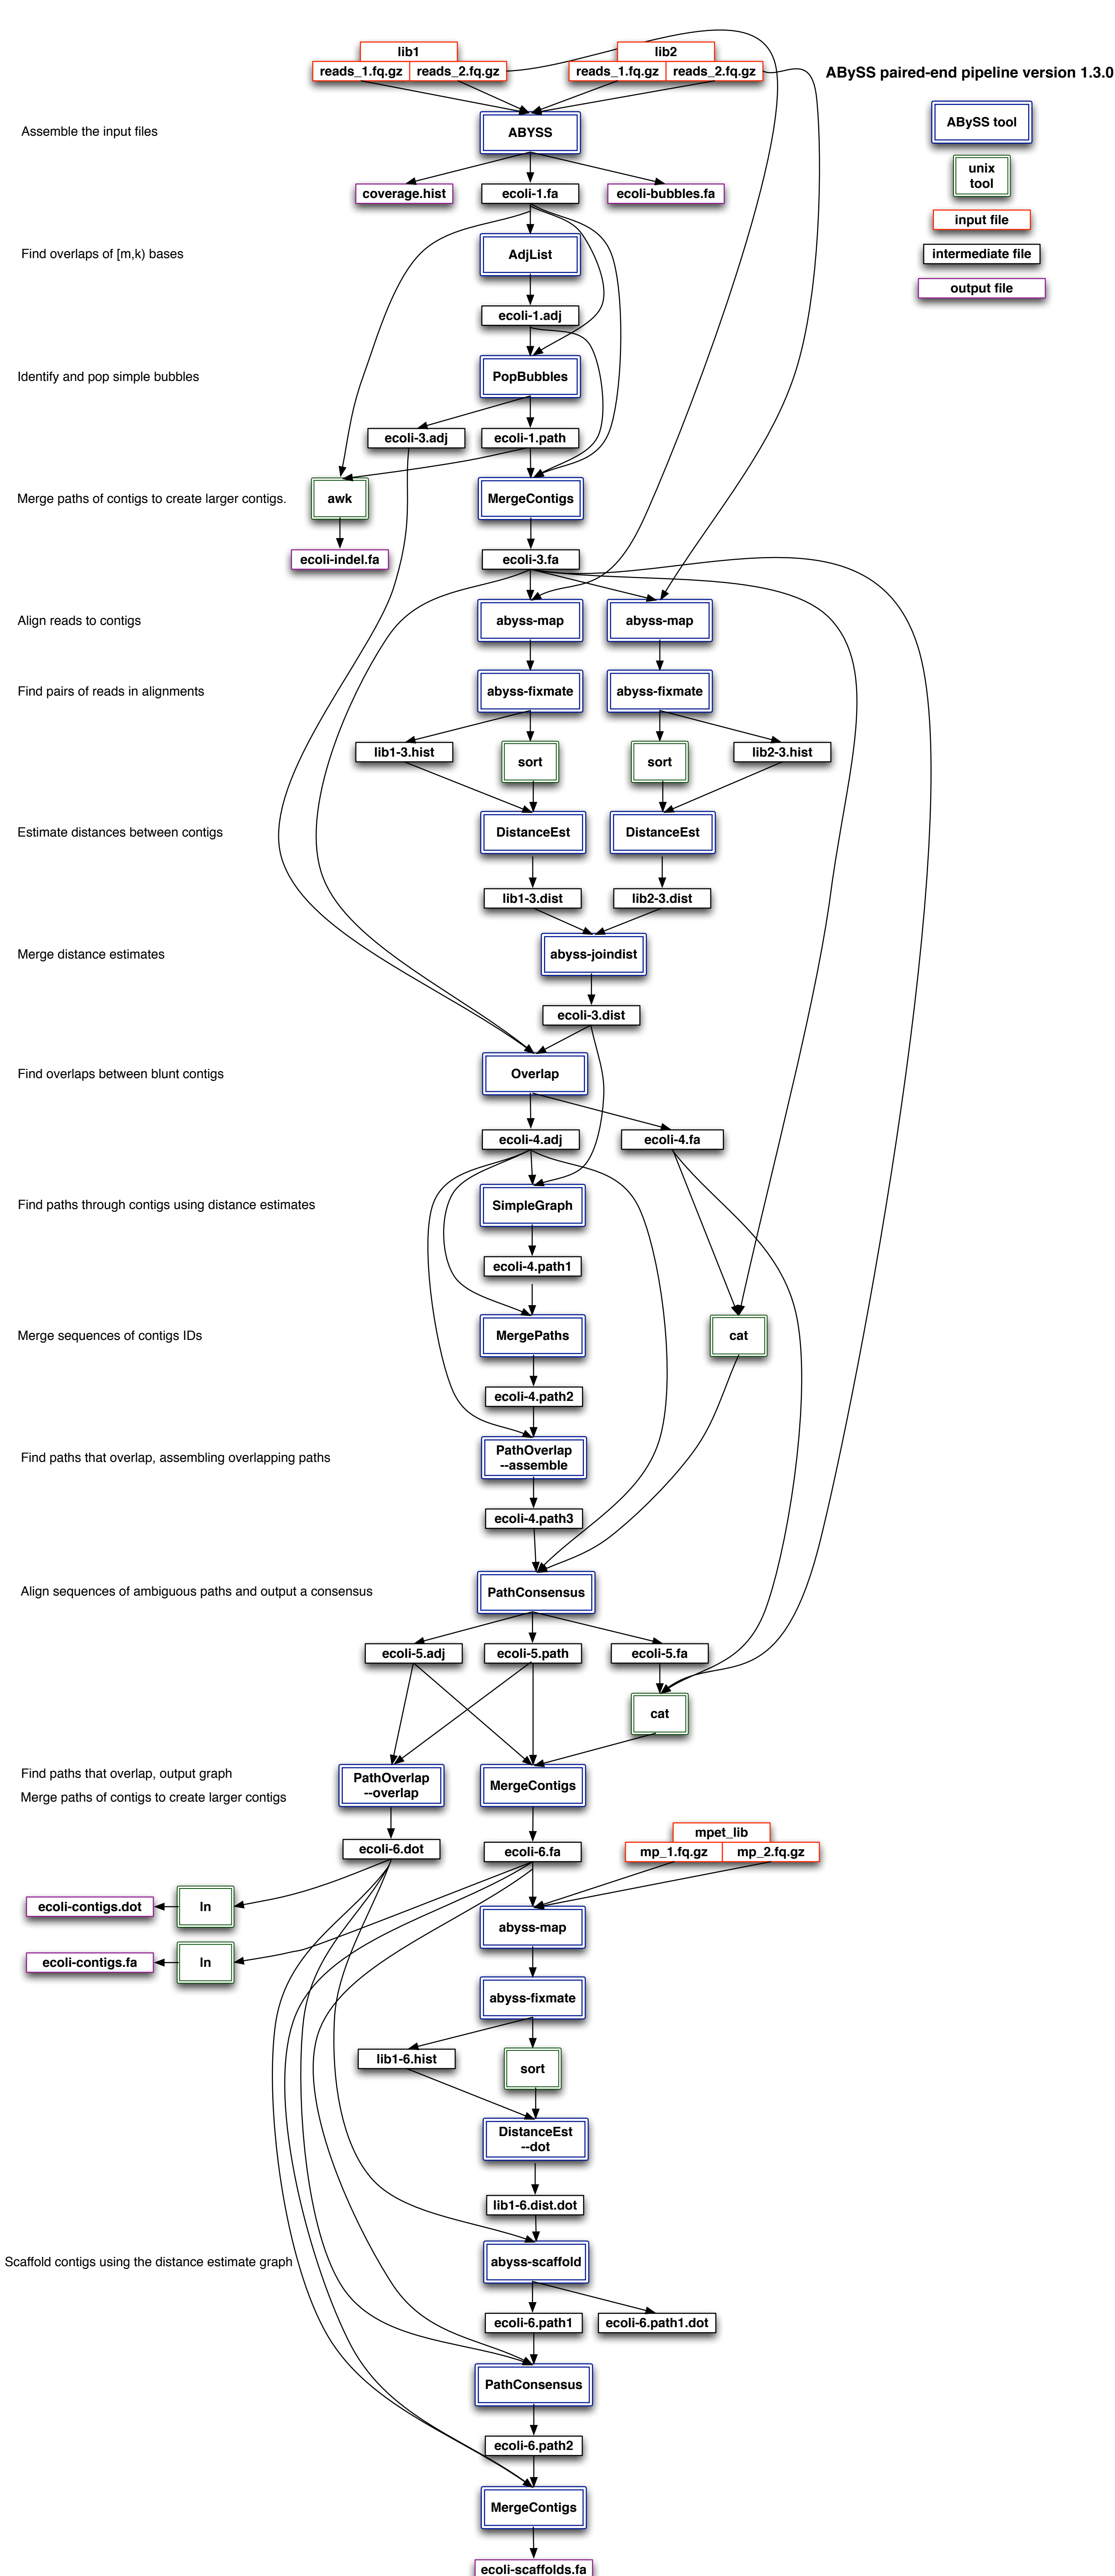 lib1
lib2
reads_1.fq.gz reads_2.fq.gz
reads_1.fq.gz reads_2.fq.gz
ABySS paired-end pipeline version 1.3.0
ABySS tool
unix
tool
input file
intermediate file
output file
Assemble the input files
ABYSS
coverage.hist
ecoli-1.fa
ecoli-bubbles.fa
Find overlaps of [m,k) bases
AdjList
ecoli-1.adj
Identify and pop simple bubbles
PopBubbles
ecoli-3.adj
ecoli-1.path
Merge paths of contigs to create larger contigs.
awk
MergeContigs
ecoli-indel.fa
ecoli-3.fa
Align reads to contigs
abyss-map
abyss-map
Find pairs of reads in alignments
abyss-fixmate
abyss-fixmate
lib1-3.hist
sort
sort
lib2-3.hist
Estimate distances between contigs
DistanceEst
DistanceEst
lib1-3.dist
lib2-3.dist
Merge distance estimates
abyss-joindist
ecoli-3.dist
Find overlaps between blunt contigs
Overlap
ecoli-4.adj
ecoli-4.fa
Find paths through contigs using distance estimates
SimpleGraph
ecoli-4.path1
Merge sequences of contigs IDs
MergePaths
cat
ecoli-4.path2
Find paths that overlap, assembling overlapping paths
PathOverlap
--assemble
ecoli-4.path3
Align sequences of ambiguous paths and output a consensus
PathConsensus
ecoli-5.adj
ecoli-5.path
ecoli-5.fa
cat
Find paths that overlap, output graph
Merge paths of contigs to create larger contigs
PathOverlap
--overlap
MergeContigs
mpet_lib
mp_1.fq.gz mp_2.fq.gz
ecoli-6.dot
ecoli-6.fa
ecoli-contigs.dot
ln
abyss-map
ecoli-contigs.fa
ln
abyss-fixmate
lib1-6.hist
sort
DistanceEst
--dot
lib1-6.dist.dot
Scaffold contigs using the distance estimate graph
abyss-scaffold
ecoli-6.path1
ecoli-6.path1.dot
PathConsensus
ecoli-6.path2
MergeContigs
ecoli-scaffolds.fa